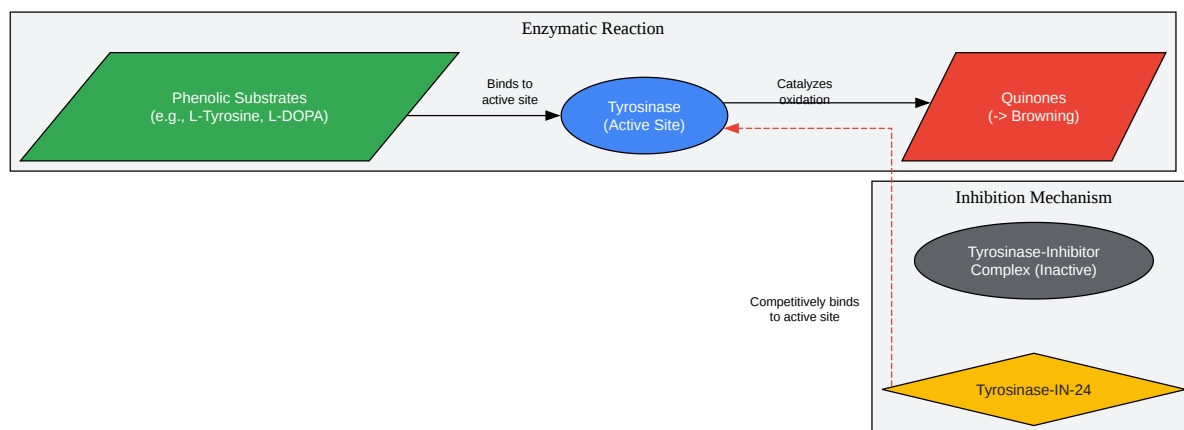 Enzymatic Reaction
Phenolic Substrates
(e.g., L-Tyrosine, L-DOPA)
Binds to
active site
Tyrosinase
(Active Site)
Catalyzes
oxidation
Quinones
(-> Browning)
Inhibition Mechanism
Tyrosinase-Inhibitor
Complex (Inactive)
Competitively binds
to active site
Tyrosinase-IN-24